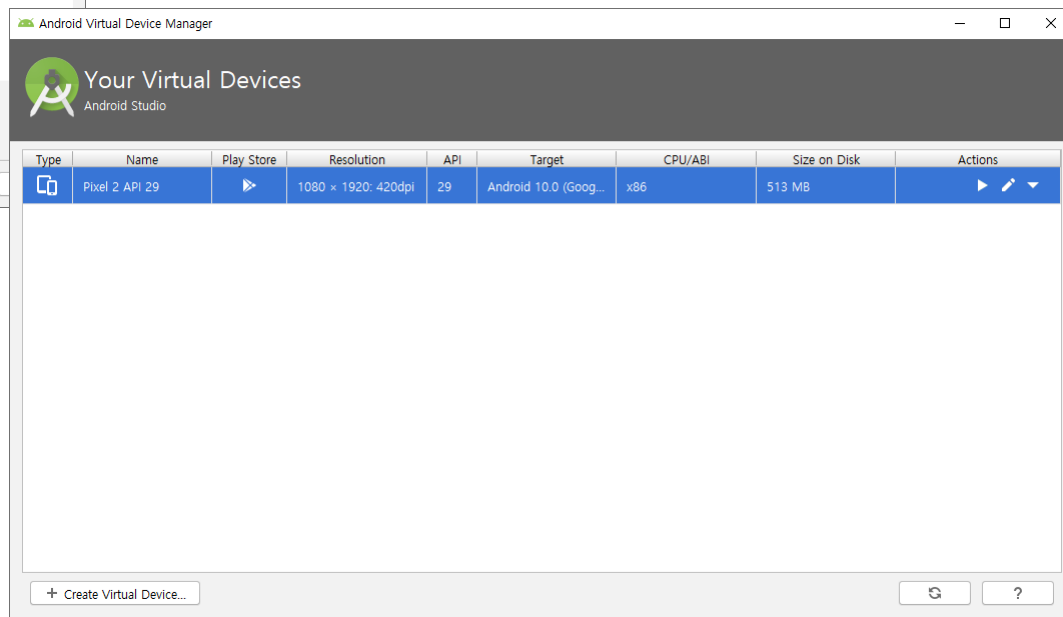 Android Virtual Device Manager
Your Virtual Devices
Android Studio
Type Name Play Store Resolution API Target CPU/ABI Size on Disk Actions
Pixel 2 API 29 1080 × 1920: 420dpi 29 Android 10.0 (Goog... x86 513 MB
+ Create Virtual Device...
?